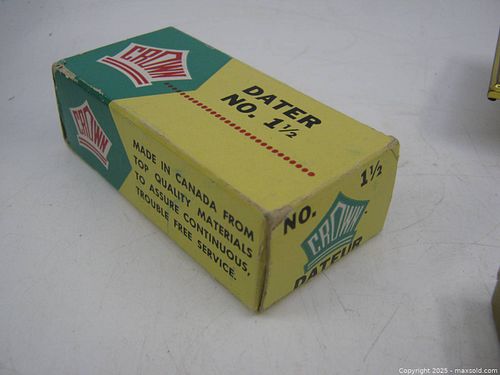 CROWN
DATER
NO. 1½
CROWN
MADE IN CANADA FROM
TOP QUALITY MATERIALS
TO ASSURE CONTINUOUS,
TROUBLE FREE SERVICE.
NO. 1½
CROWN
DATEUR
Copyright 2025 - maxsold.com